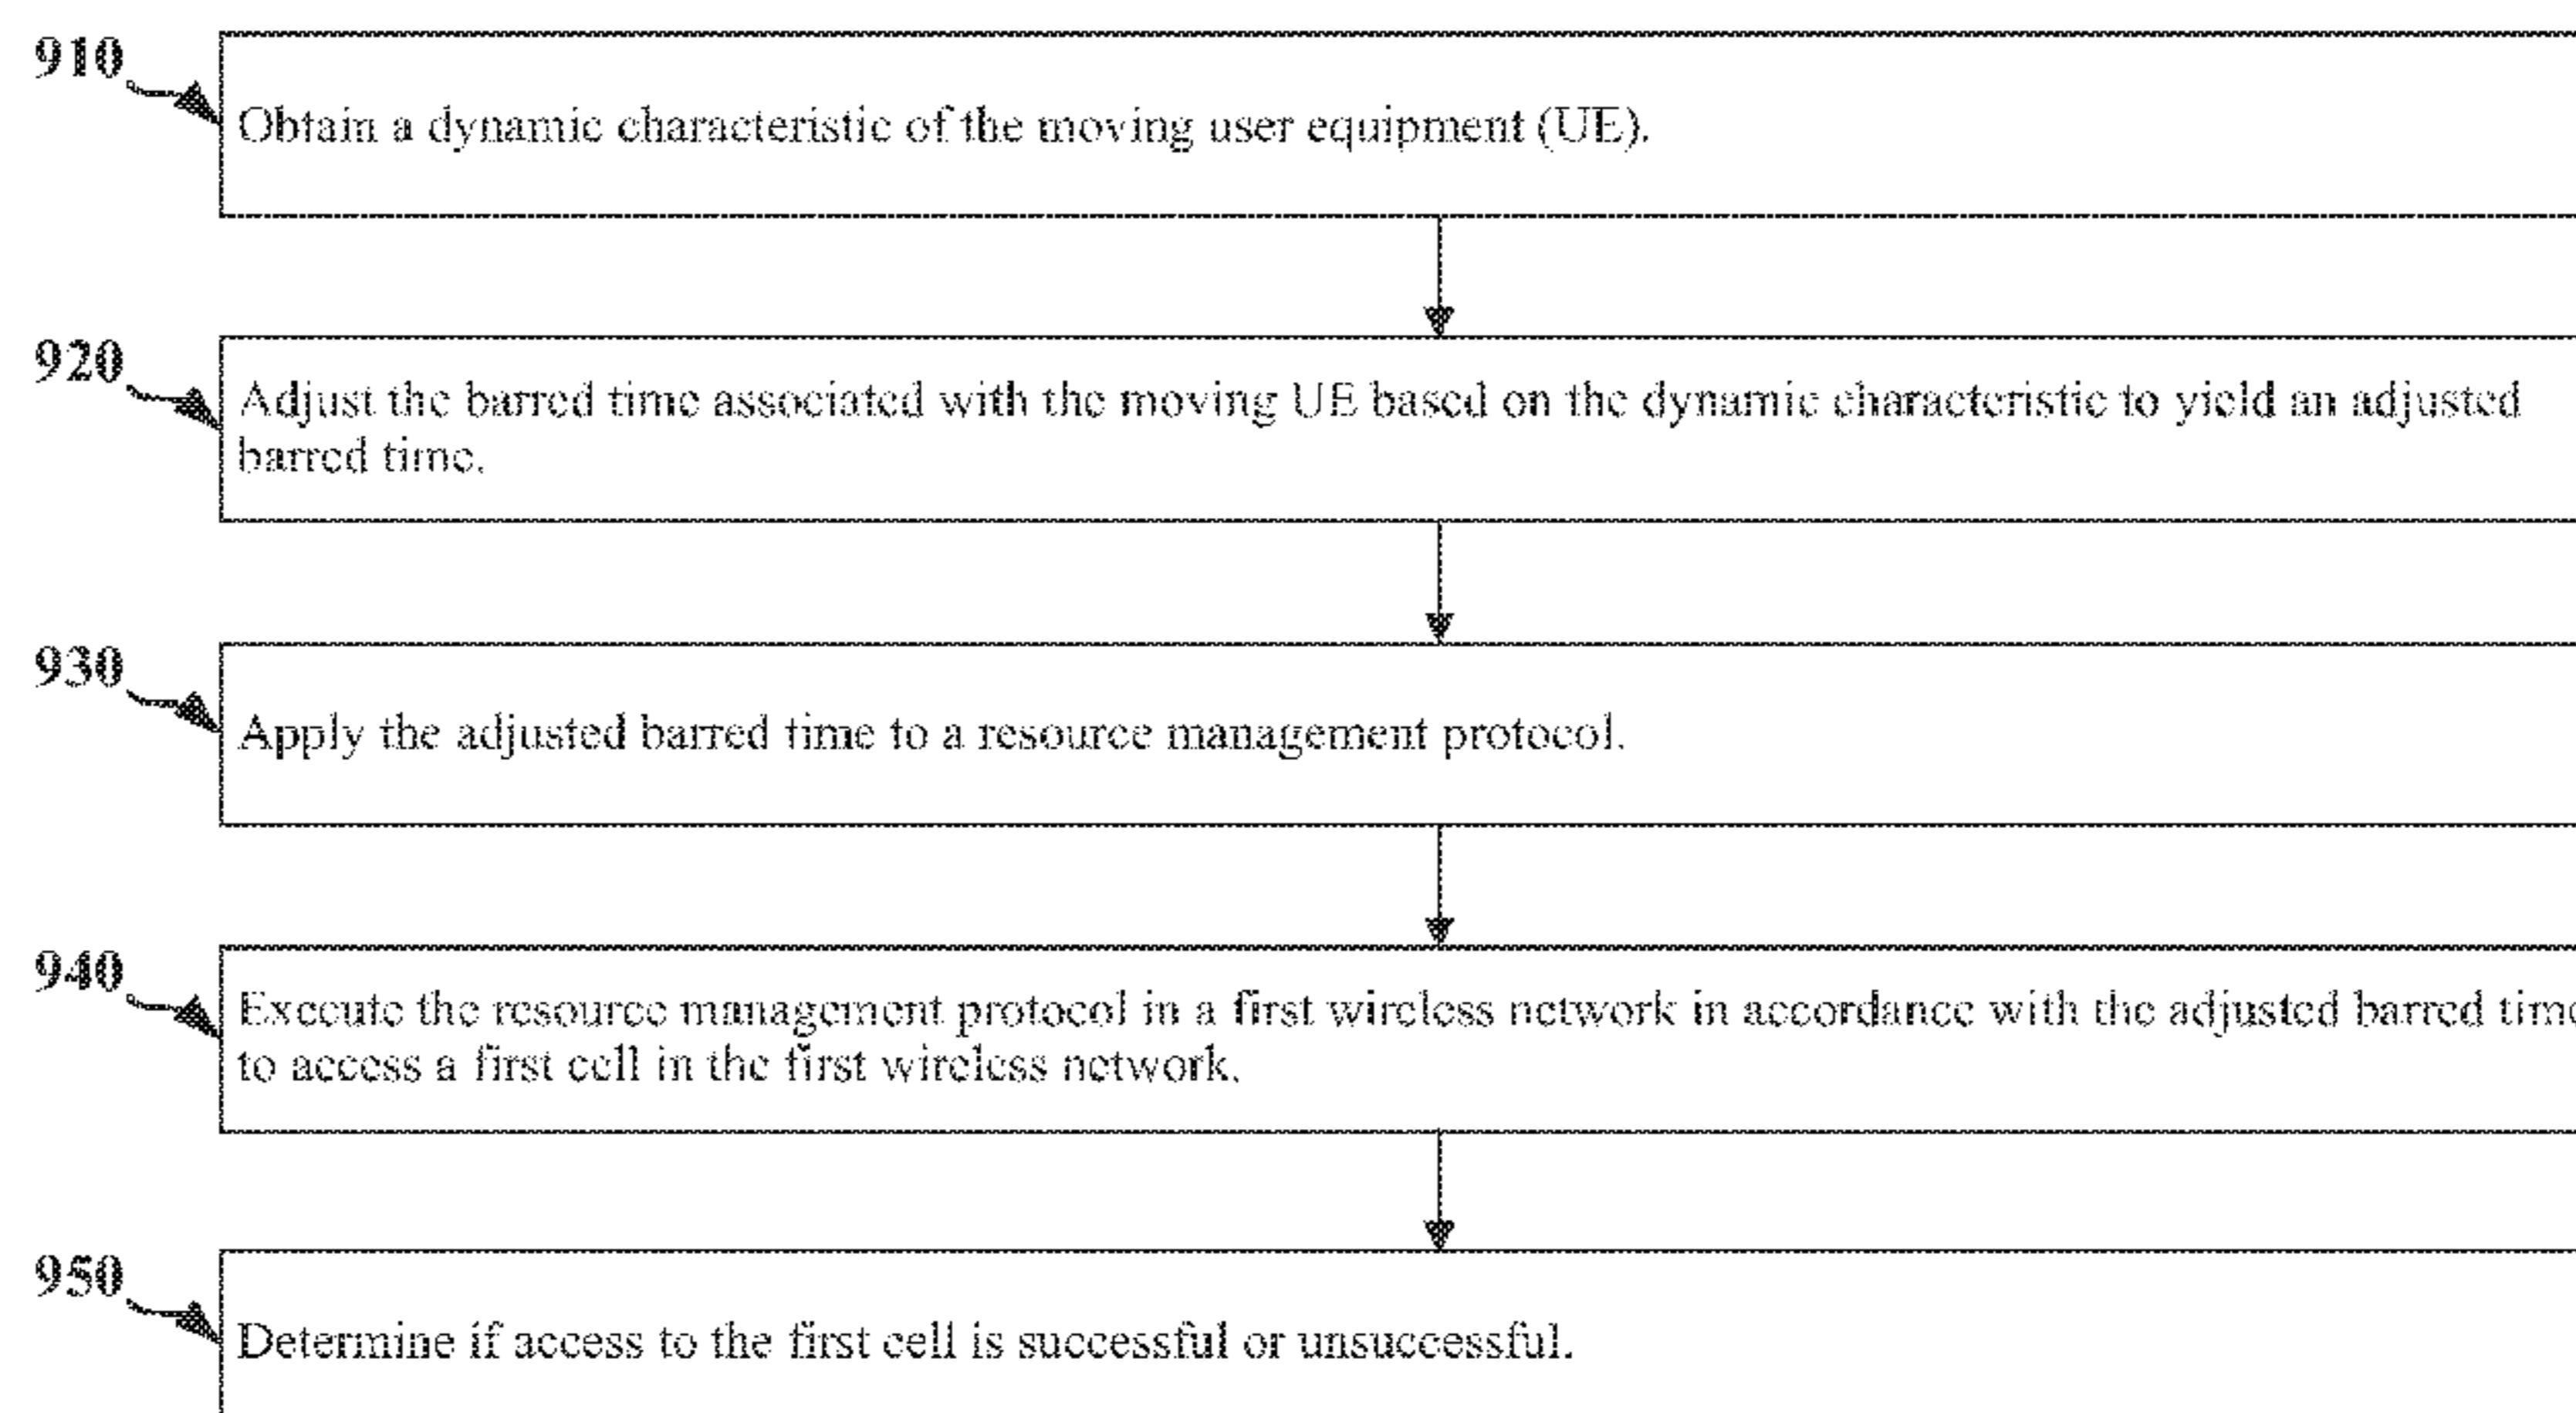 910
Obtain a dynamic characteristic of the moving user equipment (UE).
920
Adjust the barred time associated with the moving UE based on the dynamic characteristic to yield an adjusted
barred time.
930
Apply the adjusted barred time to a resource management protocol.
940
Execute the resource management protocol in a first wireless network in accordance with the adjusted barred time
to access a first cell in the first wireless network.
950
Determine if access to the first cell is successful or unsuccessful.